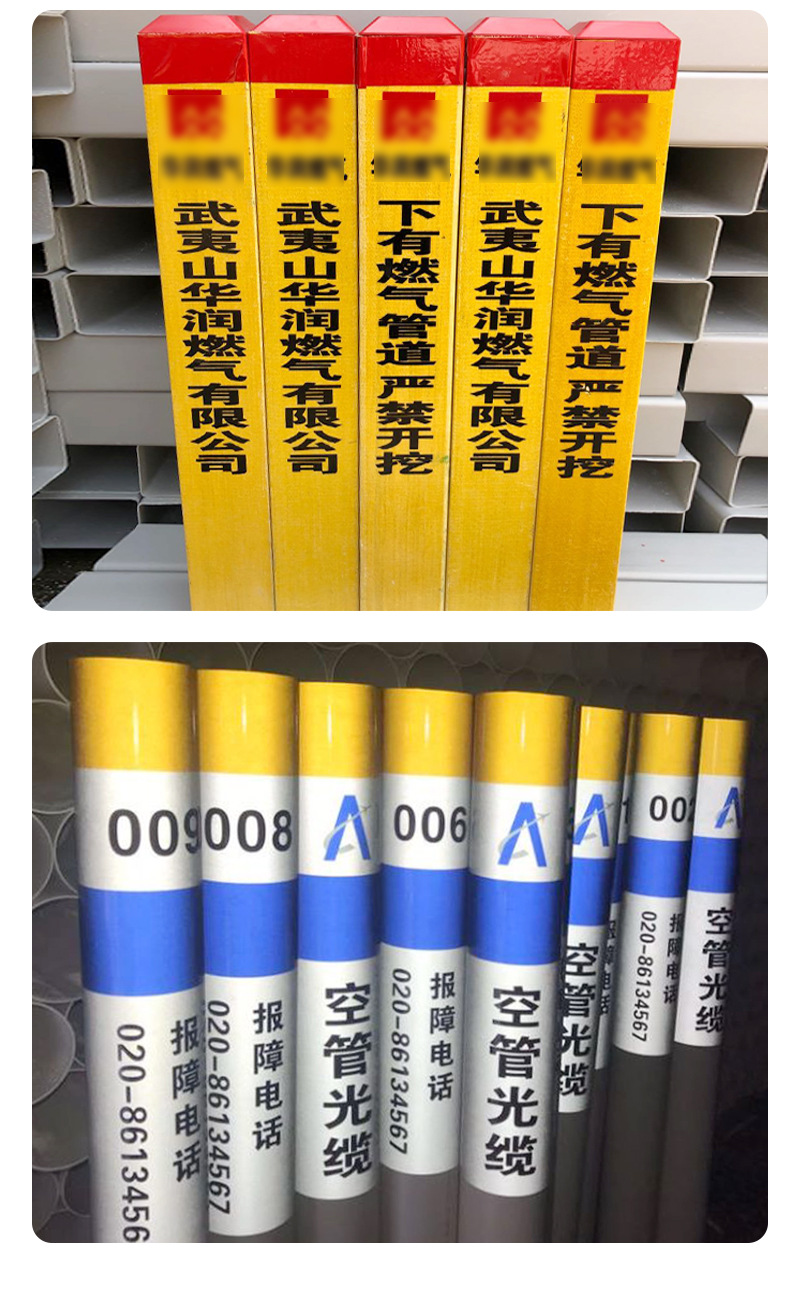 武夷山华润燃气有限公司
武夷山华润燃气有限公司
下有燃气管道 严禁开挖
武夷山华润燃气有限公司
下有燃气管道 严禁开挖
009
报障电话
020-8613456
008
报障电话
020-86134567
A
空管光缆
006
报障电话
020-86134567
A
空管光缆
A
空管光缆
002
报障电话
020-86134567
A
空管光缆